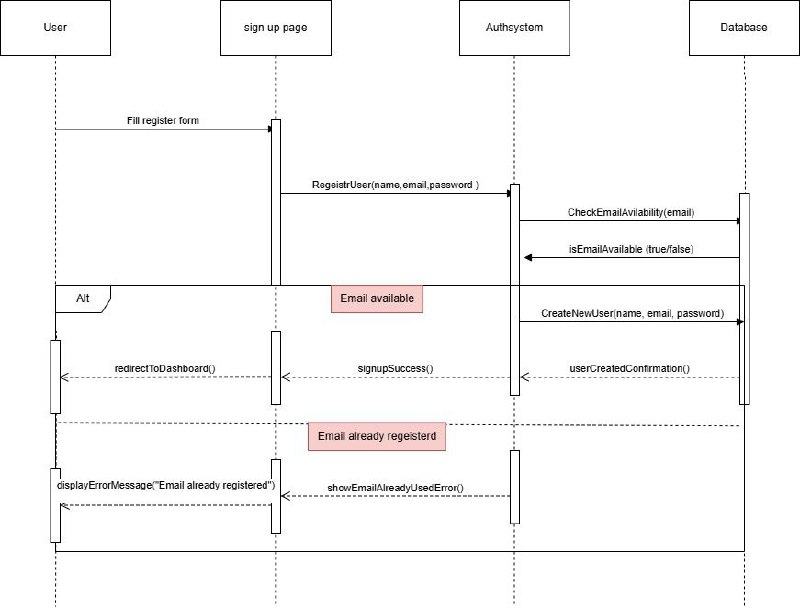 User
sign up page
Authsystem
Database
Fill register form
RegeistrUser(name,email,password )
CheckEmailAvilability(email)
isEmailAvailable (true/false)
Alt
Email available
CreateNewUser(name, email, password)
redirectToDashboard()
signupSuccess()
userCreatedConfirmation()
Email already regeisterd
displayErrorMessage("Email already registered")
showEmailAlreadyUsedError()